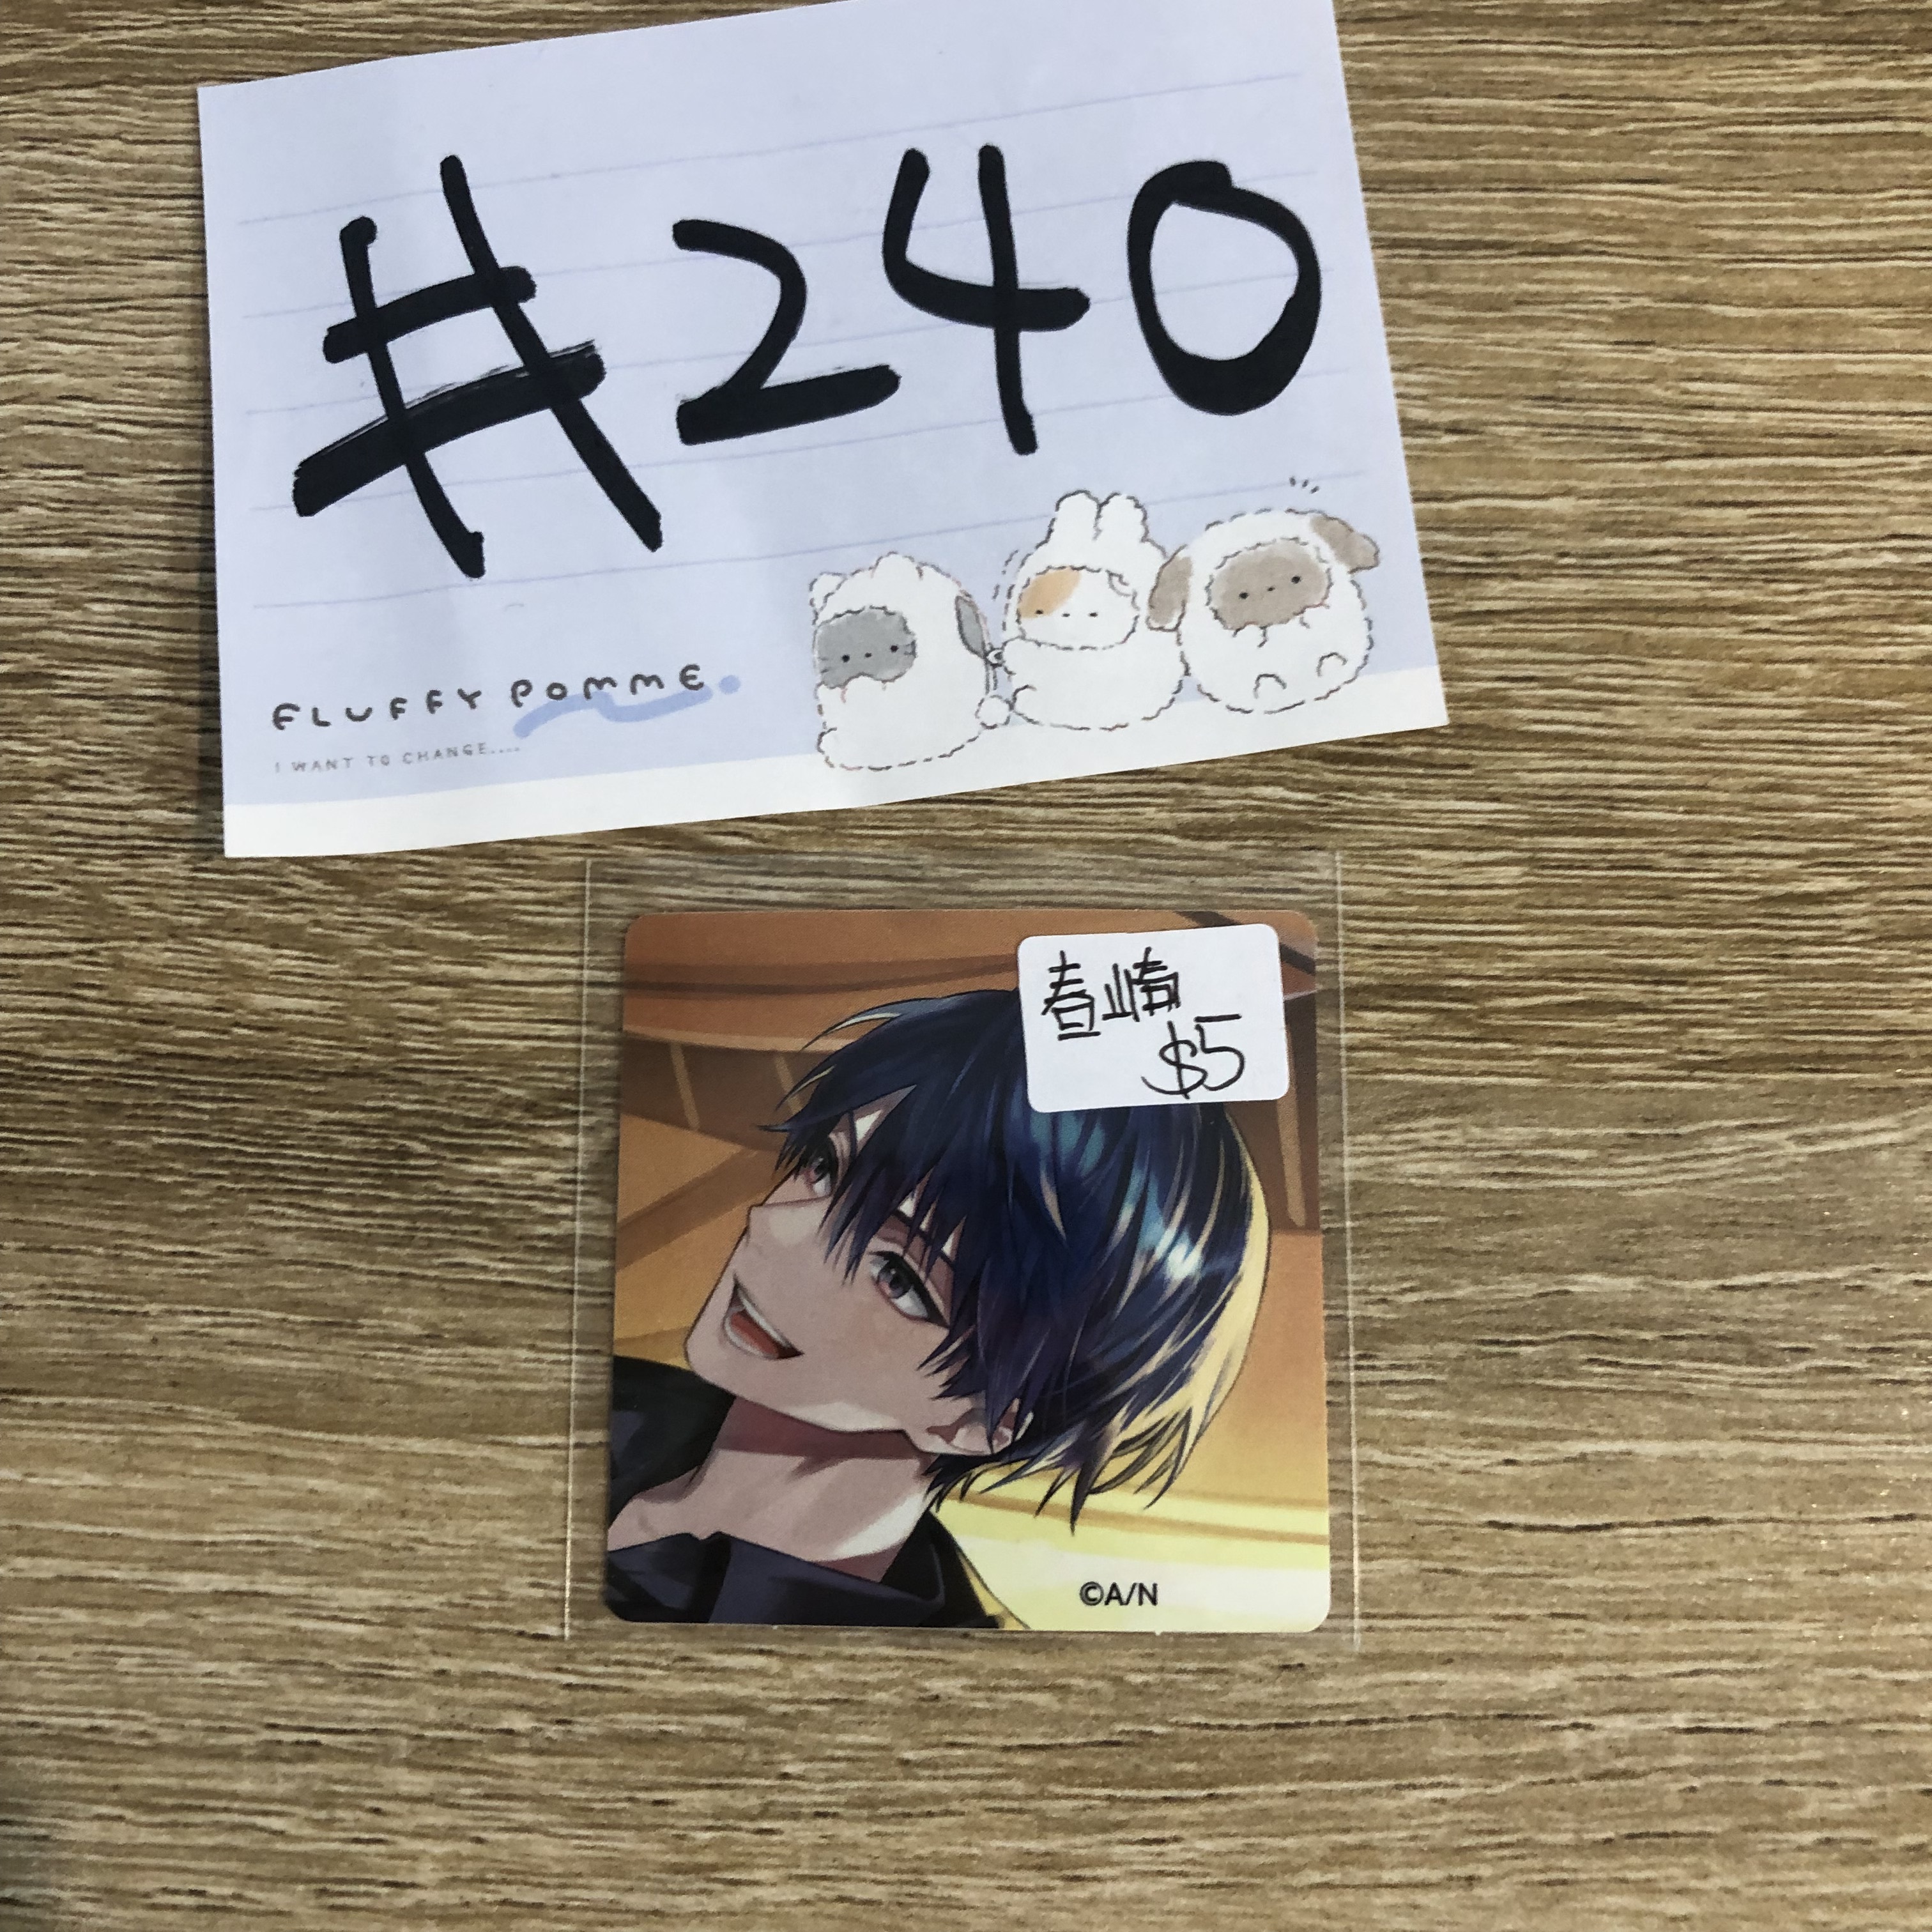 #240
FLUFFY POMME
I WANT TO CHANGE....
春崎
$5
©A/N